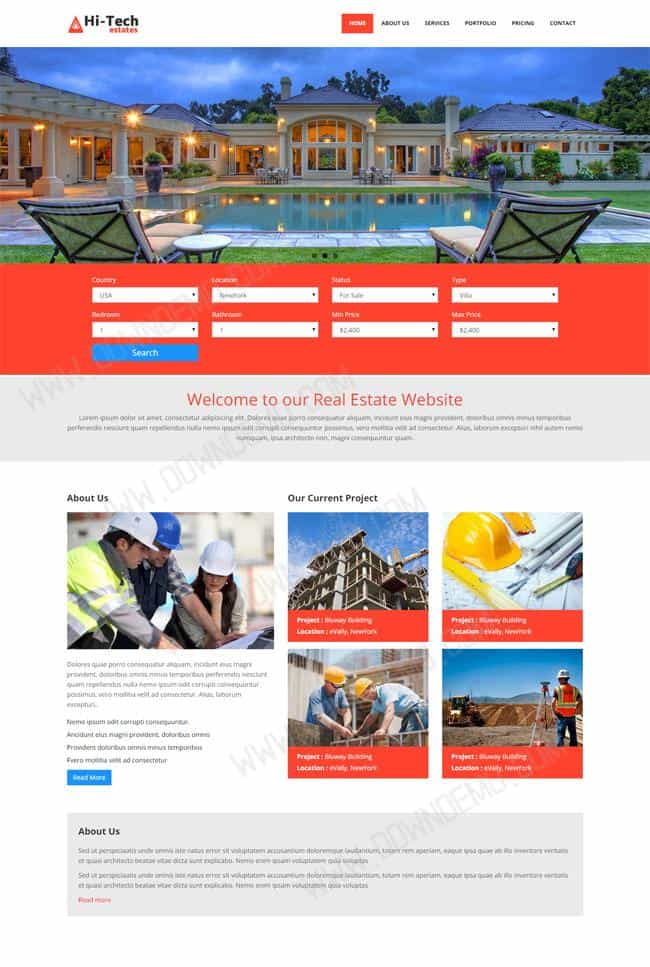 Hi-Tech
estates
HOME ABOUT US SERVICES PORTFOLIO PRICING CONTACT
Country Location Status Type
USA NewYork For Sale Villa
Bedroom Bathroom Min Price Max Price
1 1 $2,400 $2,400
Search
Welcome to our Real Estate Website
Lorem ipsum dolor sit amet, consectetur adipisicing elit. Dolores quae porro consequatur aliquam, incidunt eius magni provident, doloribus omnis minus temporibus
perferendis nesciunt quam repellendus nulla nemo ipsum odit corrupti consequuntur possimus, vero mollitia velit ad consectetur. Alias, laborum excepturi nihil autem nemo
numquam, ipsa architecto non, magni consequuntur quam.
About Us
Dolores quae porro consequatur aliquam, incidunt eius magni
provident, doloribus omnis minus temporibus perferendis nesciunt
quam repellendus nulla nemo ipsum odit corrupti consequuntur
possimus, vero mollitia velit ad consectetur. Alias, laborum
excepturi..
Nemo ipsum odit corrupti consequuntur.
Ancidunt eius magni provident, doloribus omnis
Provident doloribus omnis minus temporibus
Fvero mollitia velit ad consectetur
Read More
Our Current Project
Project : Bluway Building
Location : eVally, NewYork
Project : Bluway Building
Location : eVally, NewYork
Project : Bluway Building
Location : eVally, NewYork
Project : Bluway Building
Location : eVally, NewYork
About Us
Sed ut perspiciaatis unde omnis iste natus error sit voluptatem accusantium doloremque laudantium, totam rem aperiam, eaque ipsa quae ab illo inventore veritatis
et quasi architecto beatae vitae dicta sunt explicabo. Nemo enim ipsam voluptatem quia voluptas
Sed ut perspiciaatis unde omnis iste natus error sit voluptatem accusantium doloremque laudantium, totam rem aperiam, eaque ipsa quae ab illo inventore veritatis
et quasi architecto beatae vitae dicta sunt explicabo. Nemo enim ipsam voluptatem quia voluptas
Read more
WWW.DOWNDEMO.COM
WWW.DOWNDEMO.COM
WWW.DOWNDEMO.COM
WWW.DOWNDEMO.COM